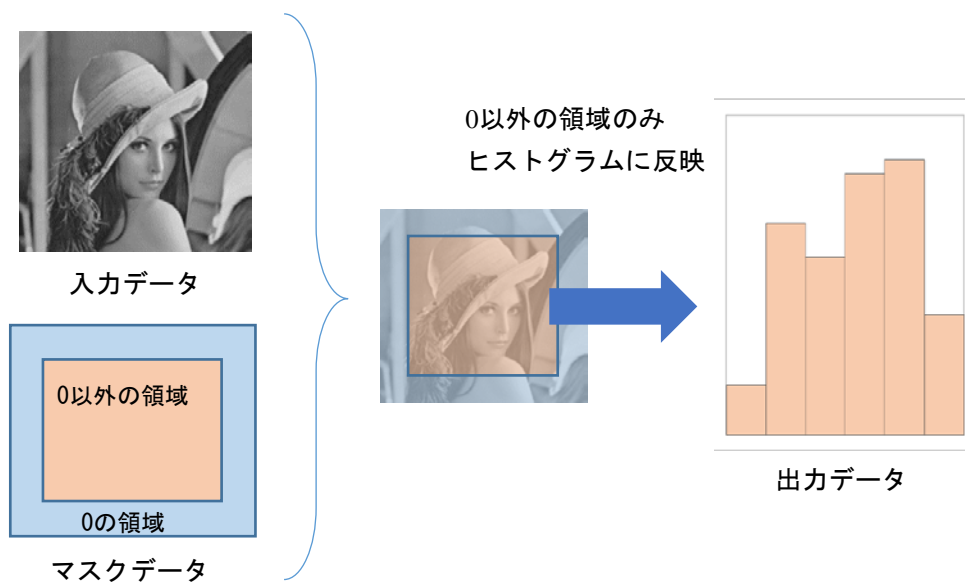 入力データ
0以外の領域
0の領域
マスクデータ
0以外の領域のみ
ヒストグラムに反映
出力データ